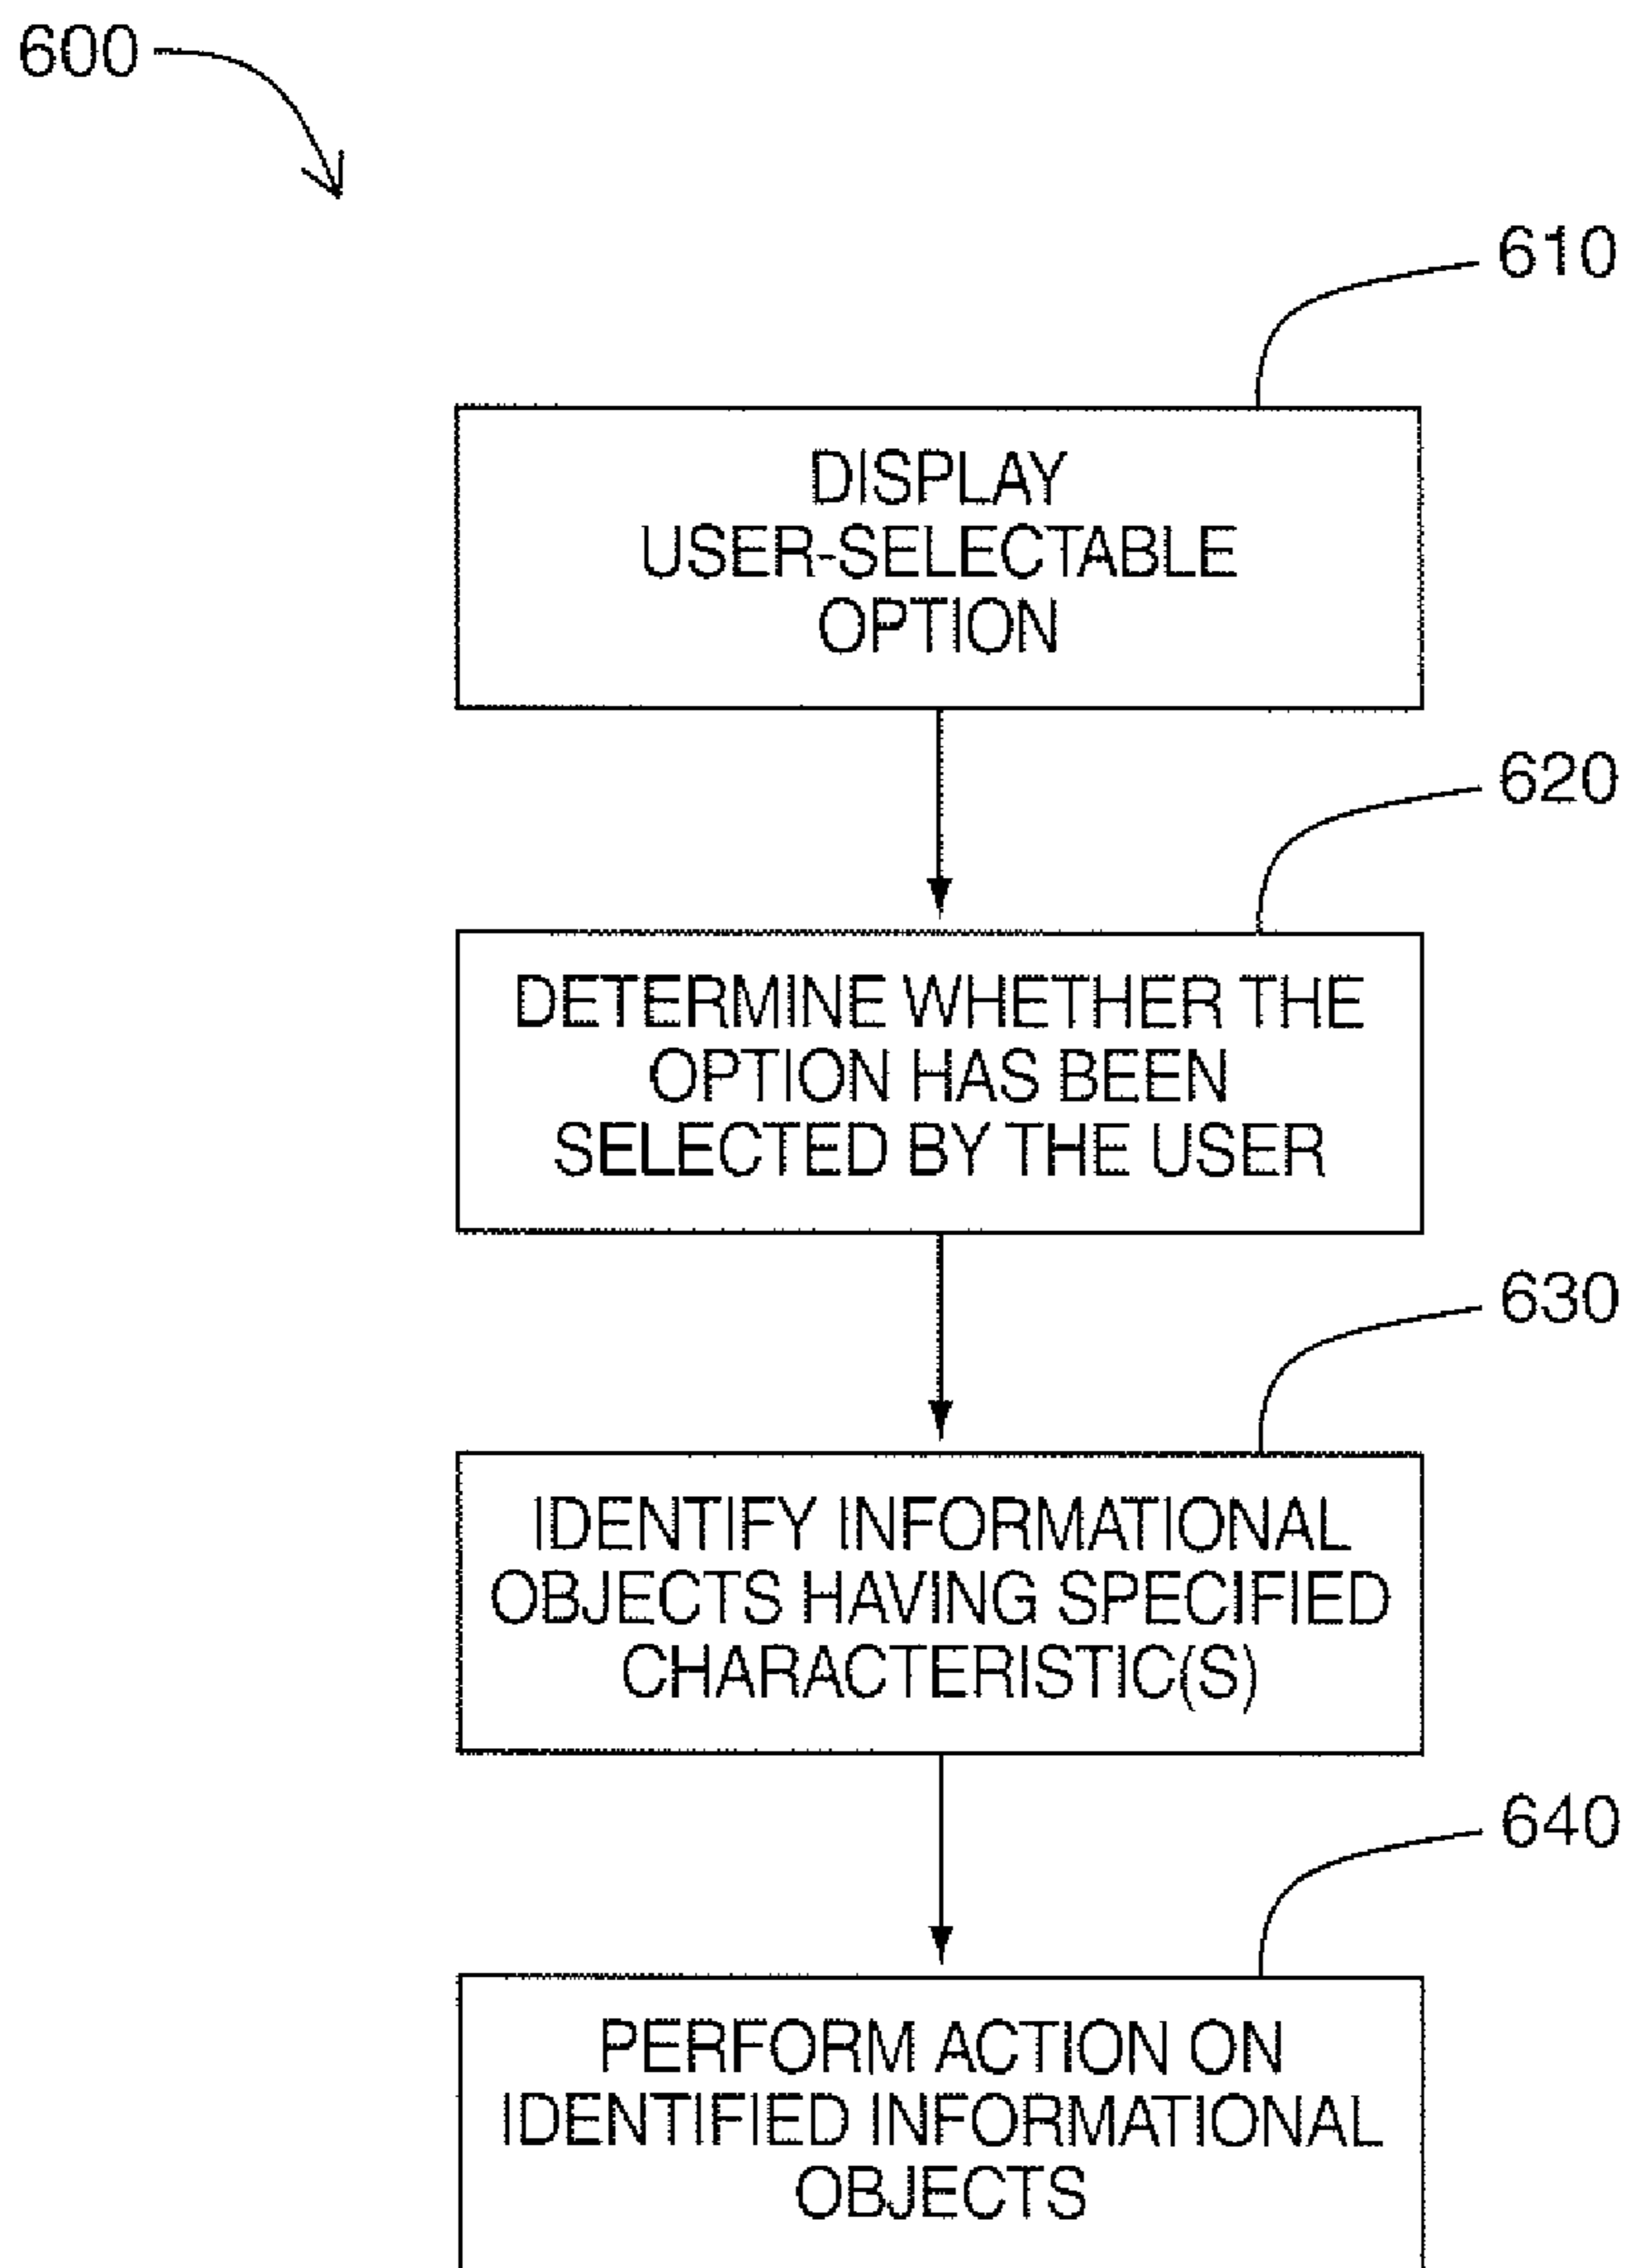 600
610
DISPLAY
USER-SELECTABLE
OPTION
620
DETERMINE WHETHER THE
OPTION HAS BEEN
SELECTED BY THE USER
630
IDENTIFY INFORMATIONAL
OBJECTS HAVING SPECIFIED
CHARACTERISTIC(S)
640
PERFORM ACTION ON
IDENTIFIED INFORMATIONAL
OBJECTS